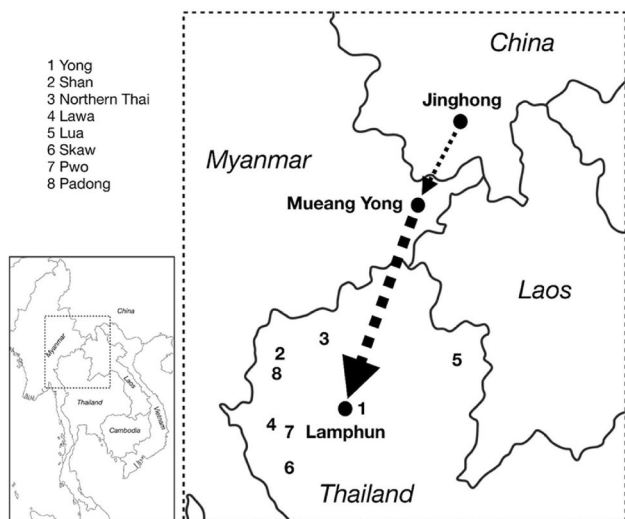 1 Yong
2 Shan
3 Northern Thai
4 Lawa
5 Lua
6 Skaw
7 Pwo
8 Padong
China
Jinghong
Myanmar
Mueang Yong
Laos
3
2
8
5
1
4
7
Lamphun
6
Thailand
China
Myanmar
Laos
Thailand
Vietnam
Cambodia